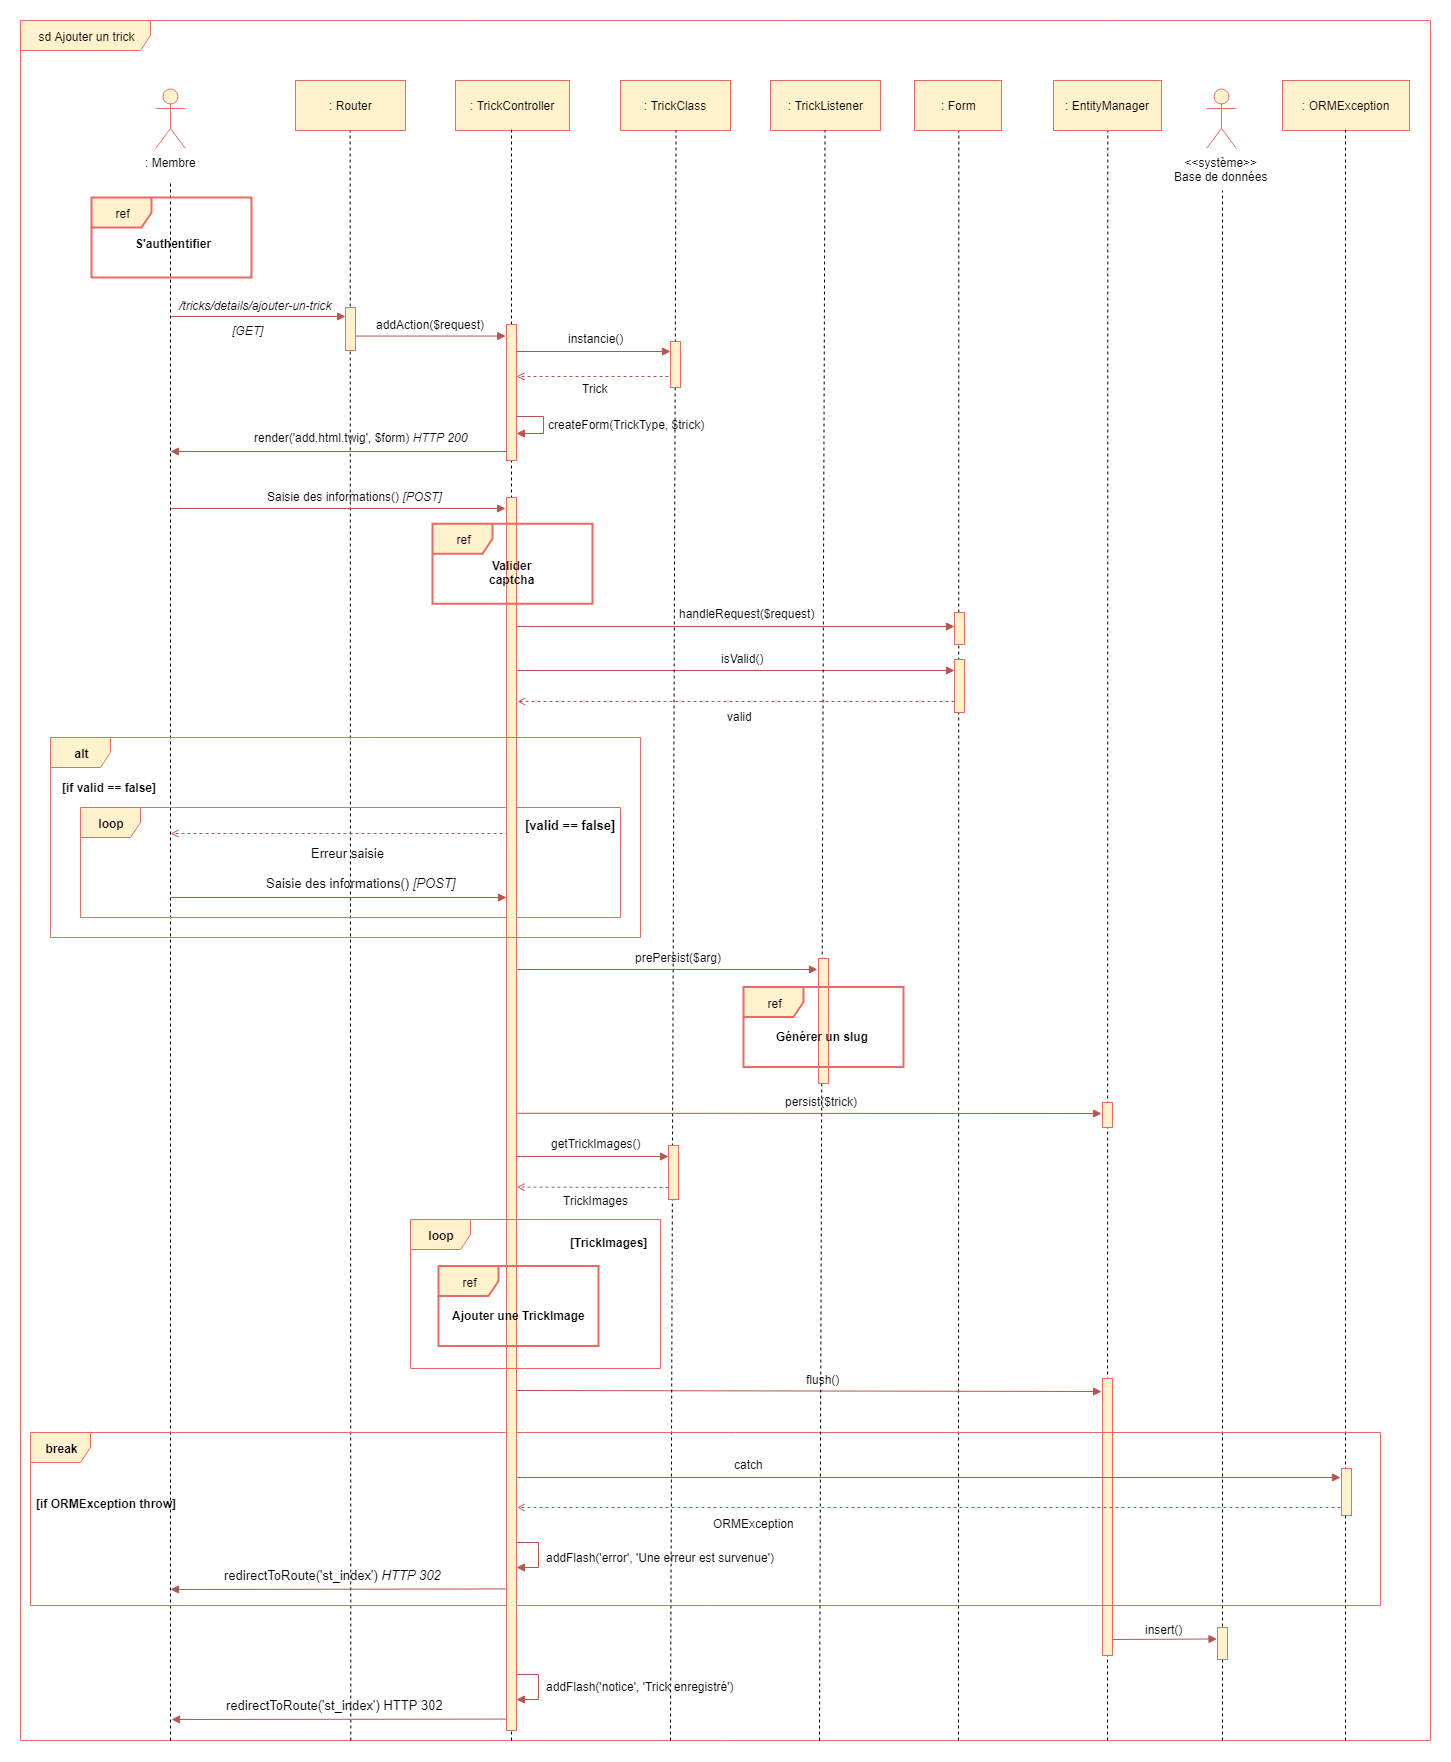 sd Ajouter un trick
: Router
: TrickController
: TrickClass
: TrickListener
: Form
: EntityManager
: ORMException
: Membre
<<système>>
Base de données
ref
S'authentifier
/tricks/details/ajouter-un-trick
[GET]
addAction($request)
instancie()
Trick
createForm(TrickType, $trick)
render('add.html.twig', $form) HTTP 200
Saisie des informations() [POST]
ref
Valider
captcha
handleRequest($request)
isValid()
valid
alt
[if valid == false]
loop
[valid == false]
Erreur saisie
Saisie des informations() [POST]
prePersist($arg)
ref
Générer un slug
persist($trick)
getTrickImages()
TrickImages
loop
[TrickImages]
ref
Ajouter une TrickImage
flush()
break
catch
[if ORMException throw]
ORMException
addFlash('error', 'Une erreur est survenue')
redirectToRoute('st_index') HTTP 302
insert()
addFlash('notice', 'Trick enregistré')
redirectToRoute('st_index') HTTP 302